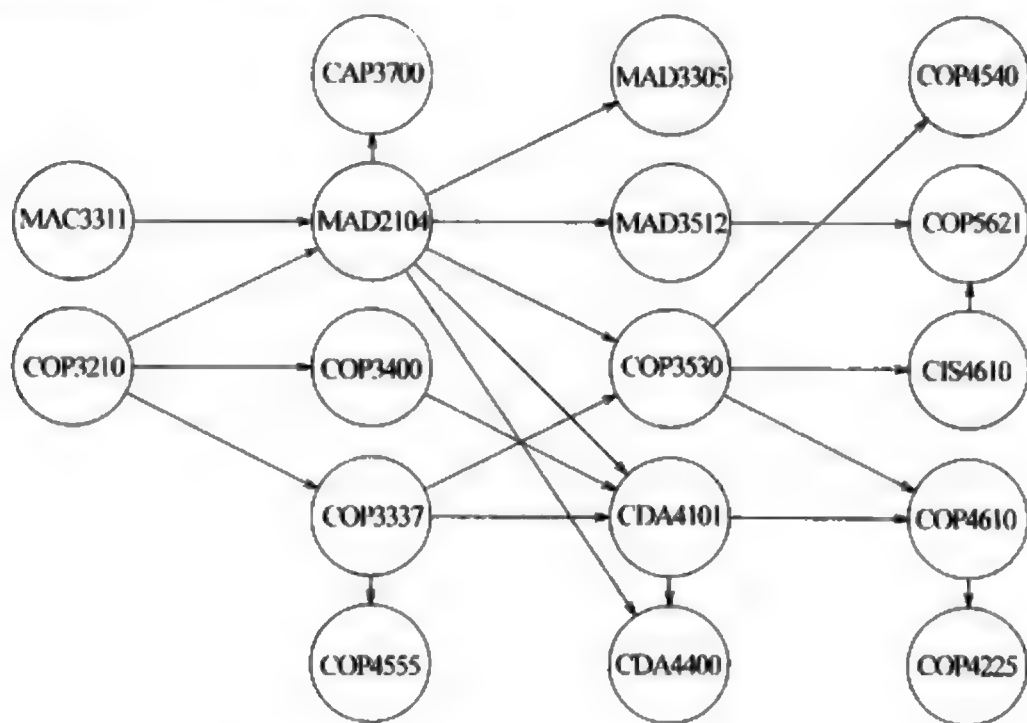 CAP3700 MAD3305 COP4540
MAC3311 MAD2104 MAD3512 COP5621
COP3210 COP3400 COP3530 CIS4610
COP3337 CDA4101 COP4610
COP4555 CDA4400 COP4225